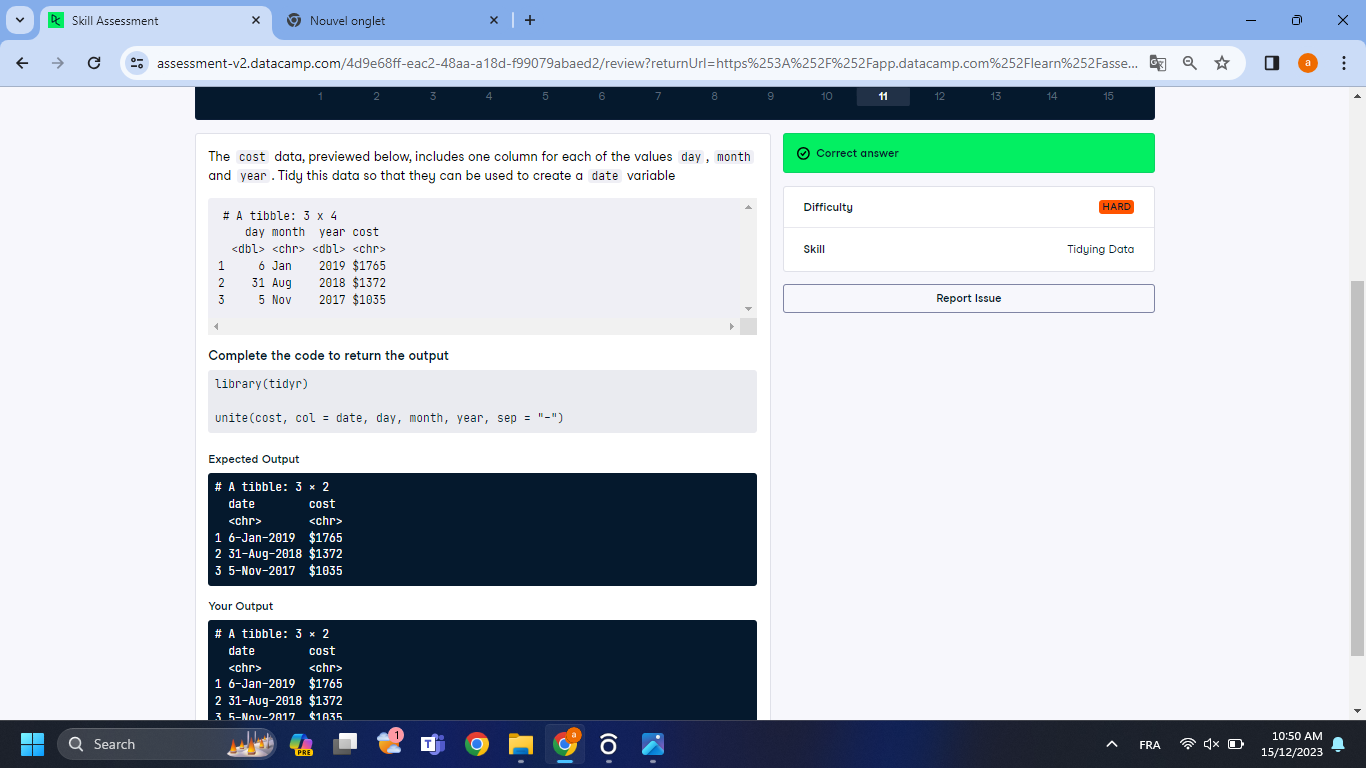 Skill Assessment
Nouvel onglet
assessment-v2.datacamp.com/4d9e68ff-eac2-48aa-a18d-f99079abaed2/review?returnUrl=https%253A%252F%252Fapp.datacamp.com%252Flearn%252Fasse...
a
1 2 3 4 5 6 7 8 9 10 11 12 13 14 15
The cost data, previewed below, includes one column for each of the values day, month
and year. Tidy this data so that they can be used to create a date variable
# A tibble: 3 x 4
day month year cost
<dbl> <chr> <dbl> <chr>
1 6 Jan 2019 $1765
2 31 Aug 2018 $1372
3 5 Nov 2017 $1035
Complete the code to return the output
library(tidyr)
unite(cost, col = date, day, month, year, sep = "-")
Expected Output
# A tibble: 3 × 2
date cost
<chr> <chr>
1 6-Jan-2019 $1765
2 31-Aug-2018 $1372
3 5-Nov-2017 $1035
Your Output
# A tibble: 3 × 2
date cost
<chr> <chr>
1 6-Jan-2019 $1765
2 31-Aug-2018 $1372
3 5-Nov-2017 $1035
Correct answer
Difficulty HARD
Skill Tidying Data
Report Issue
Search
PRE
1
a
FRA
10:50 AM
15/12/2023